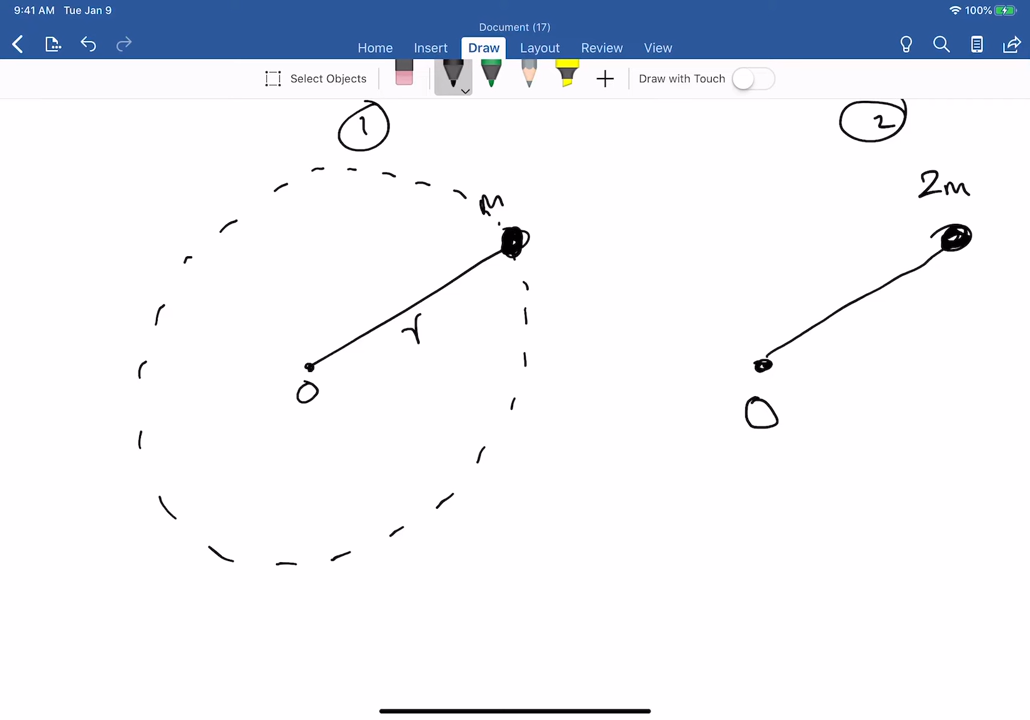 9:41 AM Tue Jan 9
100%
Document (17)
Home Insert Draw Layout Review View
Select Objects
Draw with Touch
1
2
m
2m
r
O
O